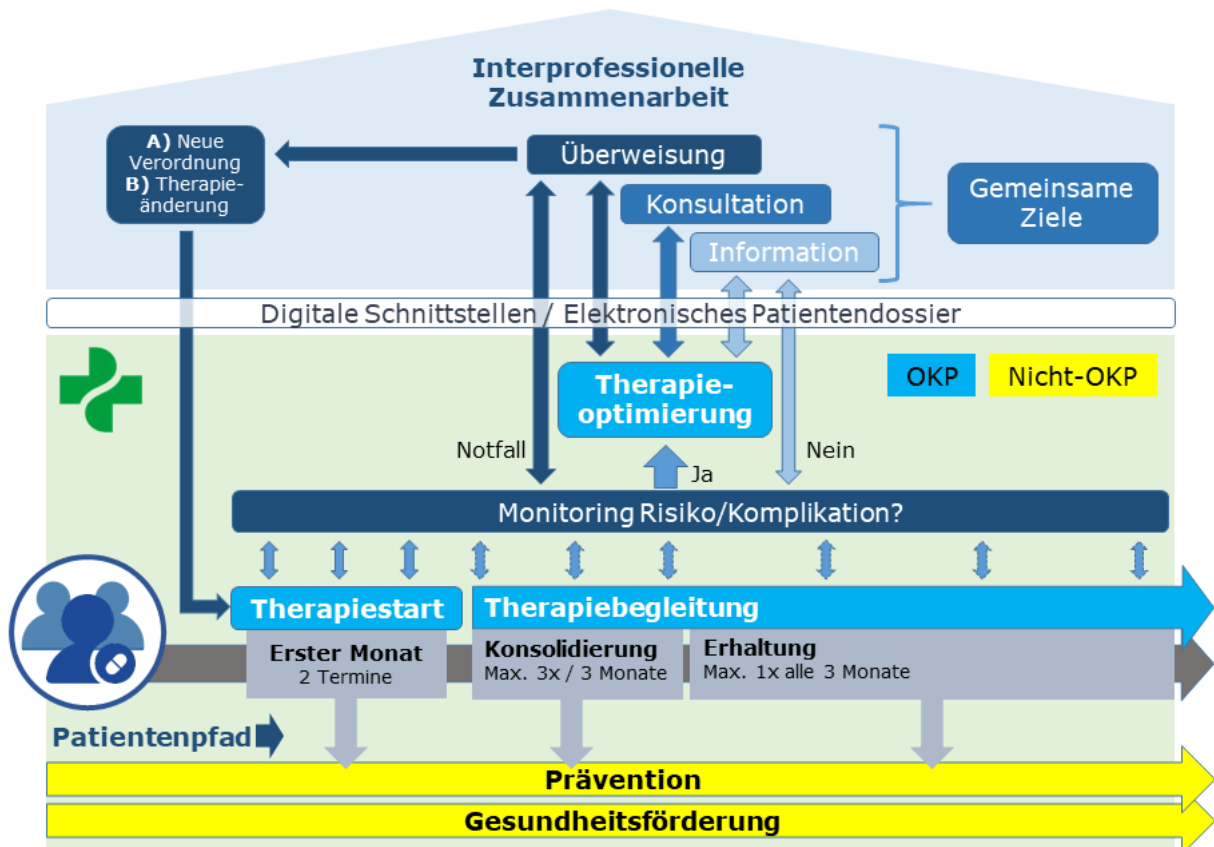 Interprofessionelle
Zusammenarbeit
A) Neue
Verordnung
B) Therapie-
änderung
Überweisung
Konsultation
Information
Gemeinsame
Ziele
Digitale Schnittstellen / Elektronisches Patientendossier
OKP
Nicht-OKP
Therapie-
optimierung
Notfall
Ja
Nein
Monitoring Risiko/Komplikation?
Therapiestart
Therapiebegleitung
Erster Monat
2 Termine
Konsolidierung
Max. 3x / 3 Monate
Erhaltung
Max. 1x alle 3 Monate
Patientenpfad
Prävention
Gesundheitsförderung